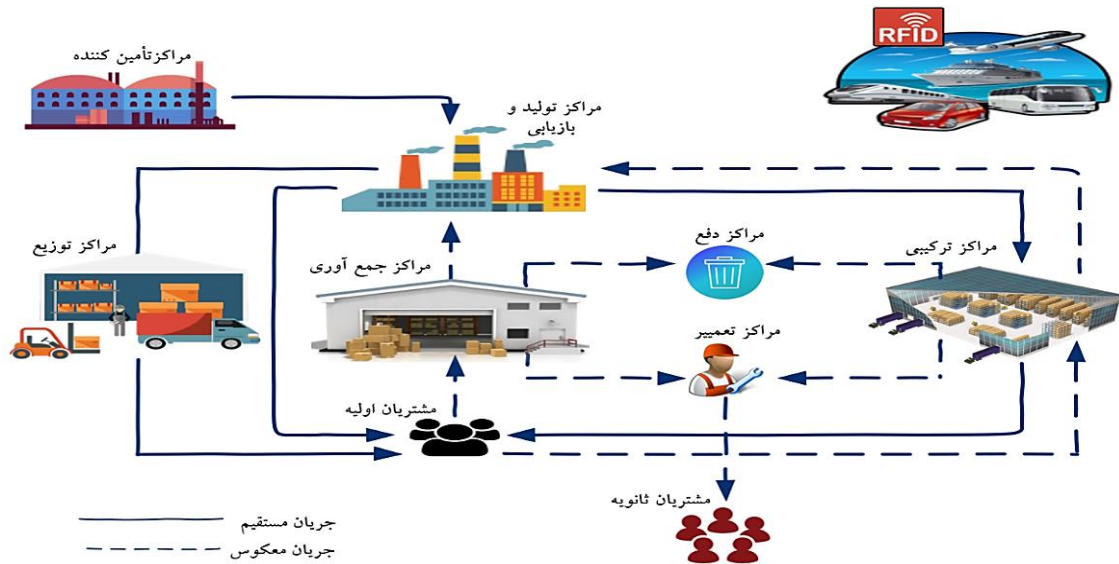 RFID
مراکزتأمین کننده
مراکز تولید و
بازیابی
مراکز توزیع
مراکز جمع آوری
مراکز دفع
مراکز ترکیبی
مراکز تعمییر
مشتریان اولیه
مشتریان ثانویه
جریان مستقیم
جریان معکوس